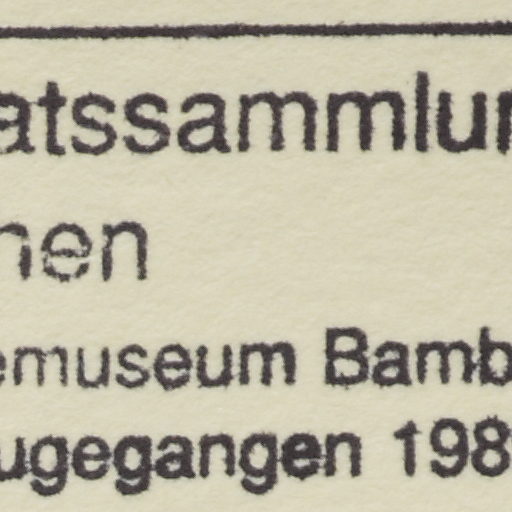 atssammlun
nen
emuseum Bamb
ugegangen 198